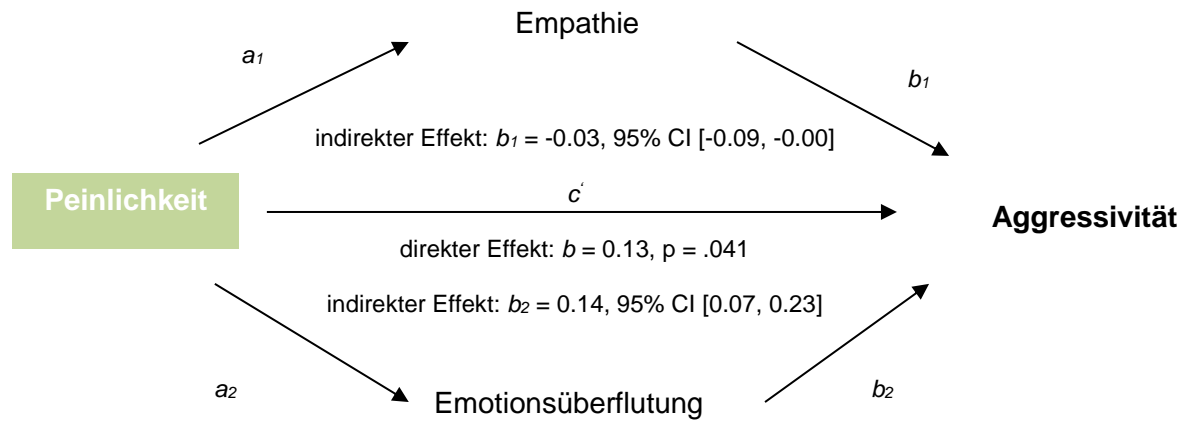 Empathie
a1
b1
indirekter Effekt: b1 = -0.03, 95% CI [-0.09, -0.00]
Peinlichkeit
c‘
Aggressivität
direkter Effekt: b = 0.13, p = .041
indirekter Effekt: b2 = 0.14, 95% CI [0.07, 0.23]
a2
Emotionsüberflutung
b2